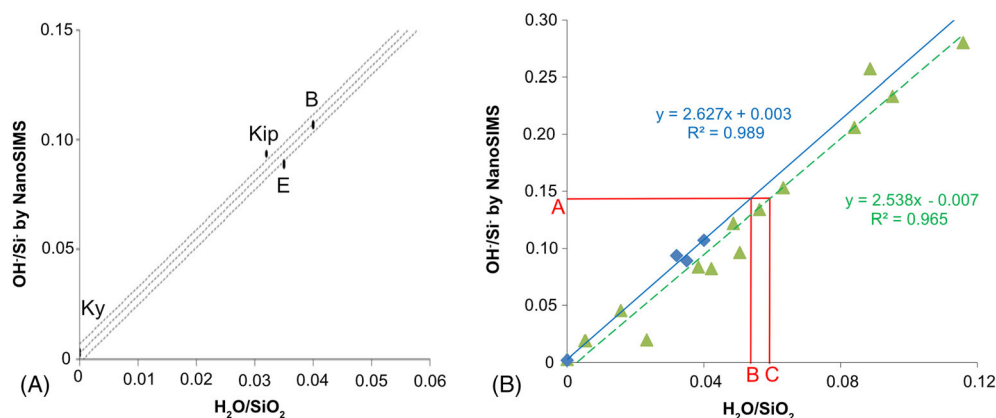 0.15
0.10
0.05
0
OH⁻/Si⁻ by NanoSIMS
Ky
Kip
B
E
0
0.01
0.02
0.03
0.04
0.05
0.06
H₂O/SiO₂
(A)
0.30
0.25
0.20
0.15
0.10
0.05
0
OH⁻/Si⁻ by NanoSIMS
y = 2.627x + 0.003
R² = 0.989
y = 2.538x - 0.007
R² = 0.965
A
B
C
0
0.04
0.08
0.12
H₂O/SiO₂
(B)